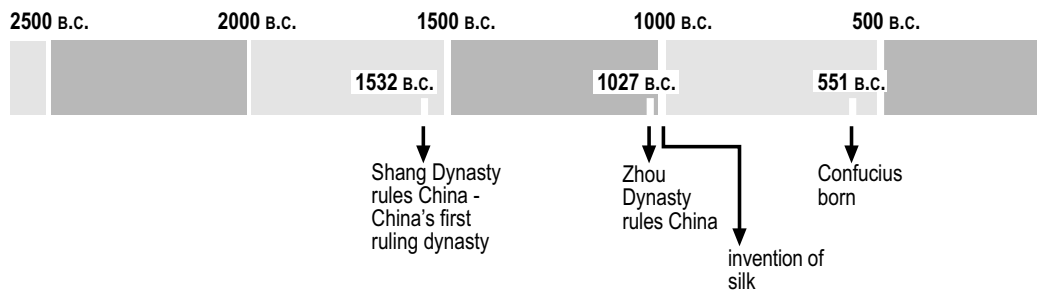 2500 B.C. 2000 B.C. 1500 B.C. 1000 B.C. 500 B.C.
1532 B.C. 1027 B.C. 551 B.C.
Shang Dynasty
rules China -
China's first
ruling dynasty
Zhou
Dynasty
rules China
invention of
silk
Confucius
born